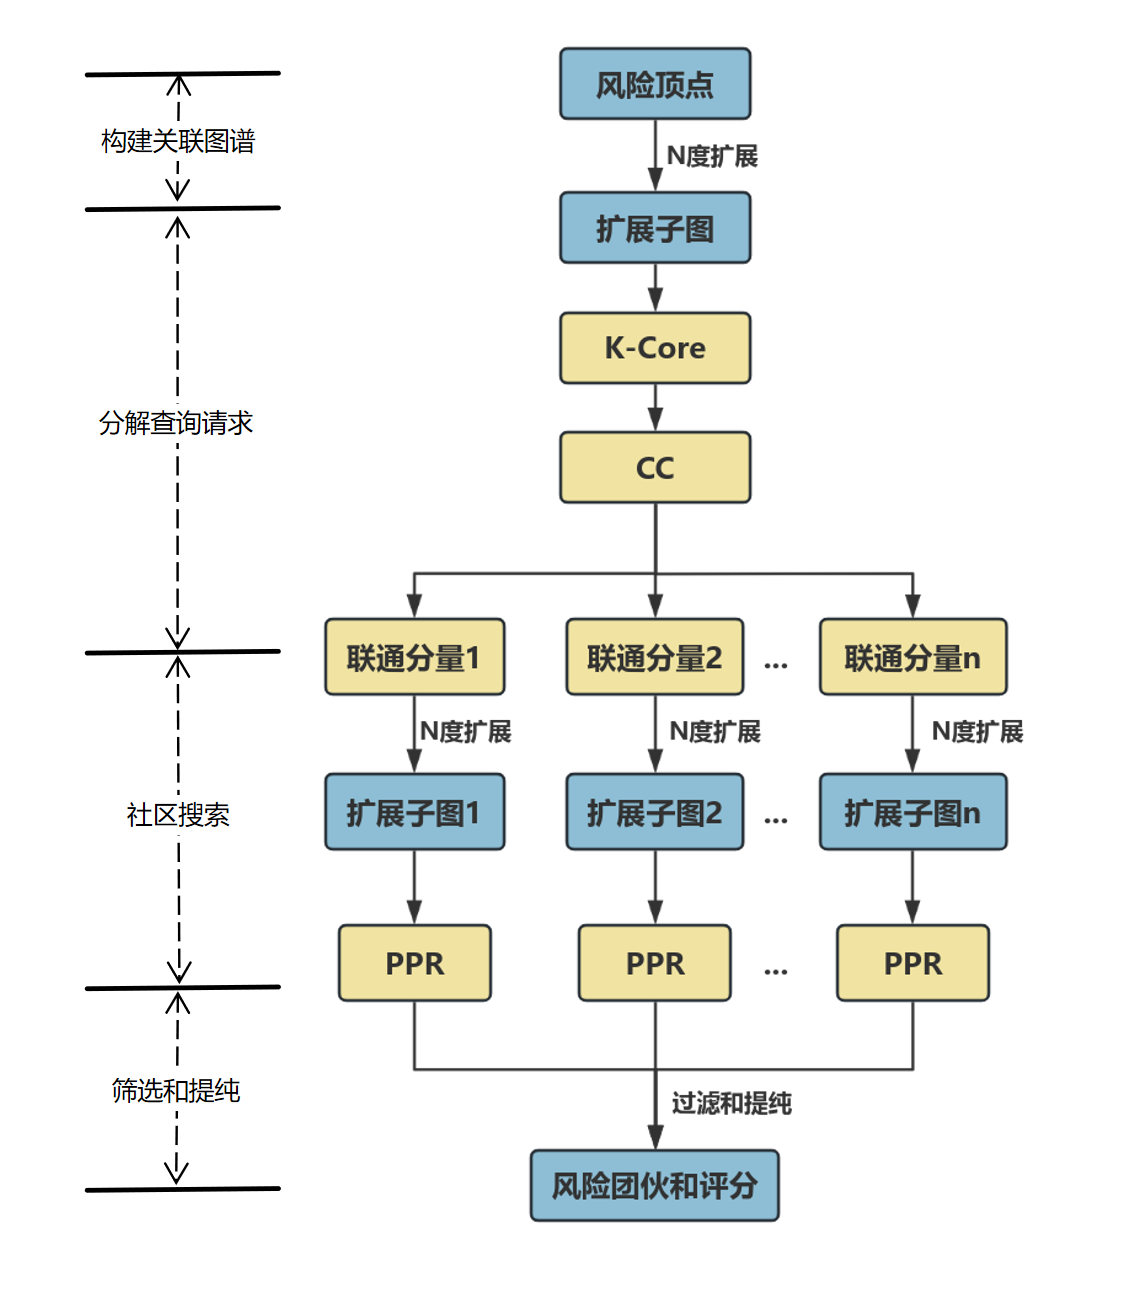 风险顶点
构建关联图谱
N度扩展
扩展子图
K-Core
分解查询请求
CC
联通分量1
联通分量2
...
联通分量n
N度扩展
N度扩展
N度扩展
社区搜索
扩展子图1
扩展子图2
...
扩展子图n
PPR
PPR
...
PPR
筛选和提纯
过滤和提纯
风险团伙和评分